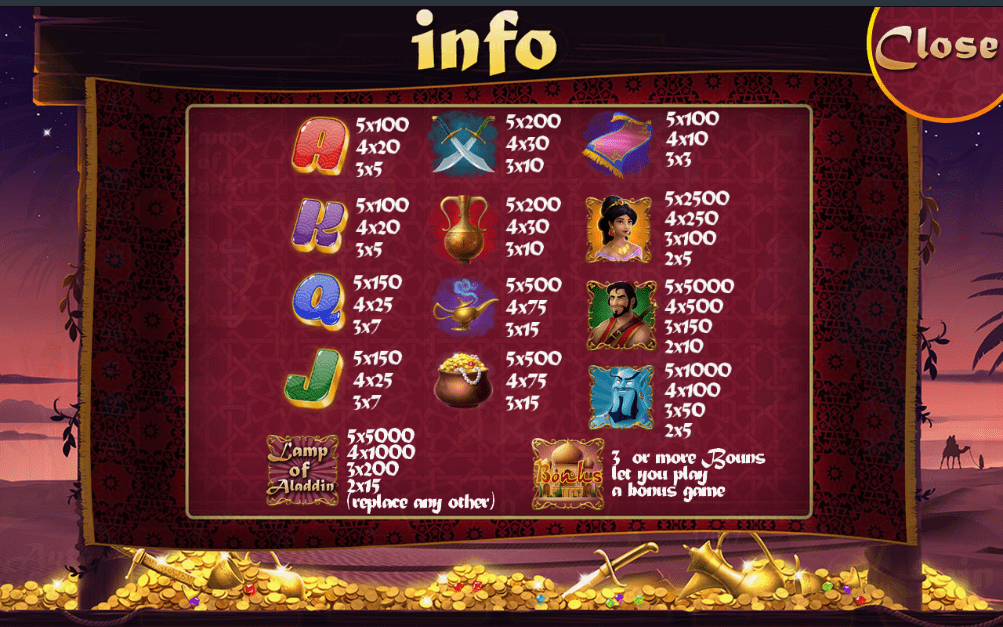 info
Close
A
5x100
4x20
3x5
5x200
4x30
3x10
5x100
4x10
3x3
K
5x100
4x20
3x5
5x200
4x30
3x10
5x2500
4x250
3x100
2x5
Q
5x150
4x25
3x7
5x500
4x75
3x15
5x5000
4x500
3x150
2x10
J
5x150
4x25
3x7
5x500
4x75
3x15
5x1000
4x100
3x50
2x5
Lamp
of
Aladdin
5x5000
4x1000
3x200
2x15
(replace any other)
Bonus
3 or more Bouns
let you play
a bonus game